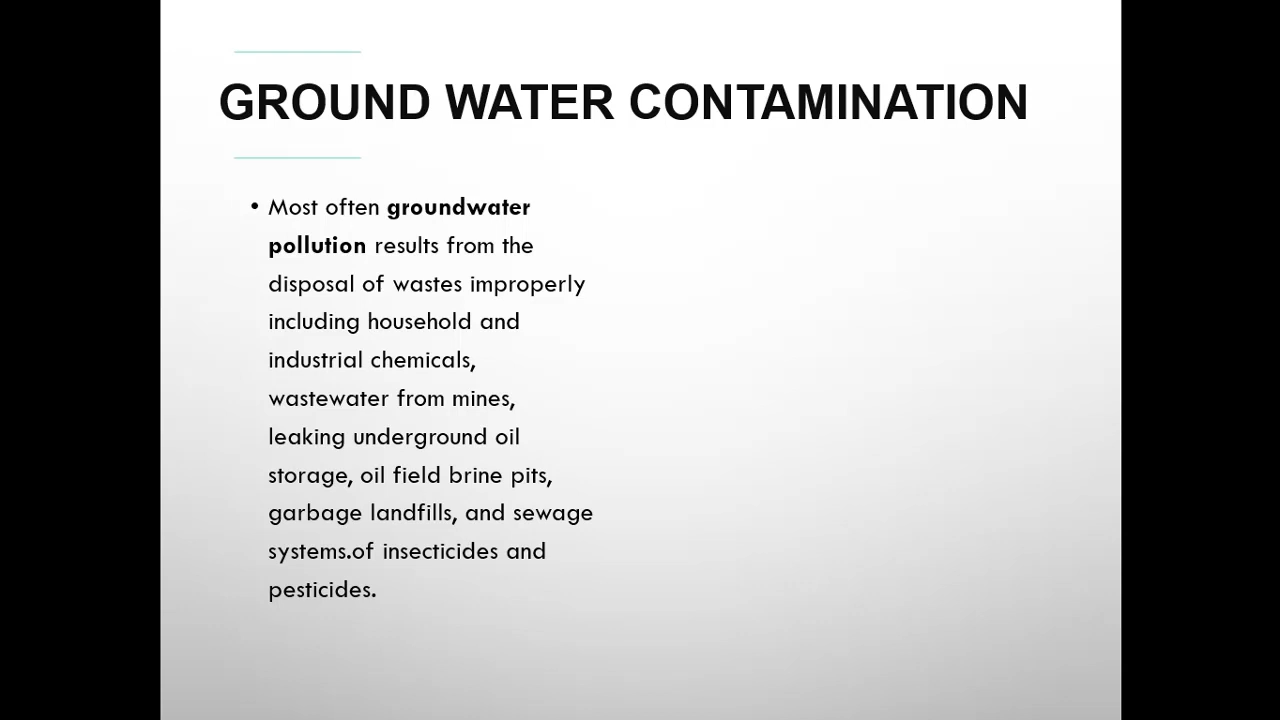 GROUND WATER CONTAMINATION
• Most often groundwater
pollution results from the
disposal of wastes improperly
including household and
industrial chemicals,
wastewater from mines,
leaking underground oil
storage, oil field brine pits,
garbage landfills, and sewage
systems.of insecticides and
pesticides.